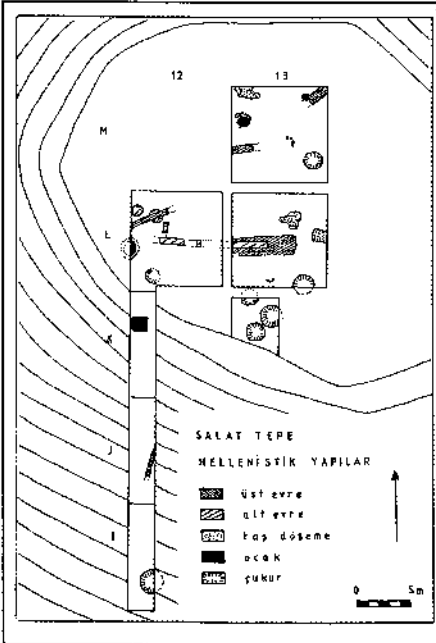 12 13
M
L
K
J
I
SALAT TEPE
HELLENİSTİK YAPILAR
üst evre
alt evre
taş döşeme
ocak
çukur
0 5m